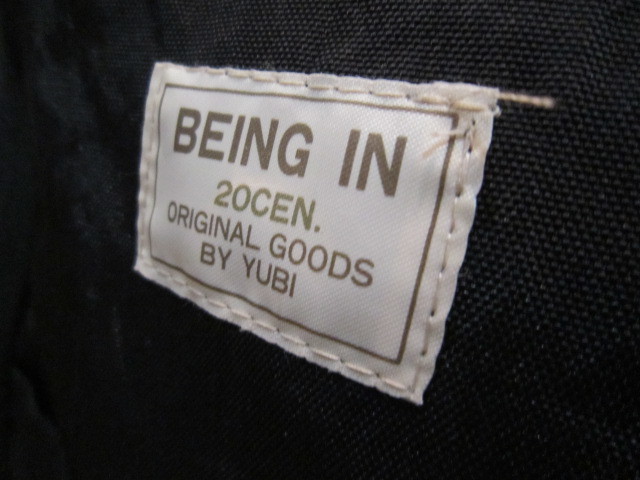 BEING IN
20CEN.
ORIGINAL GOODS
BY YUBI